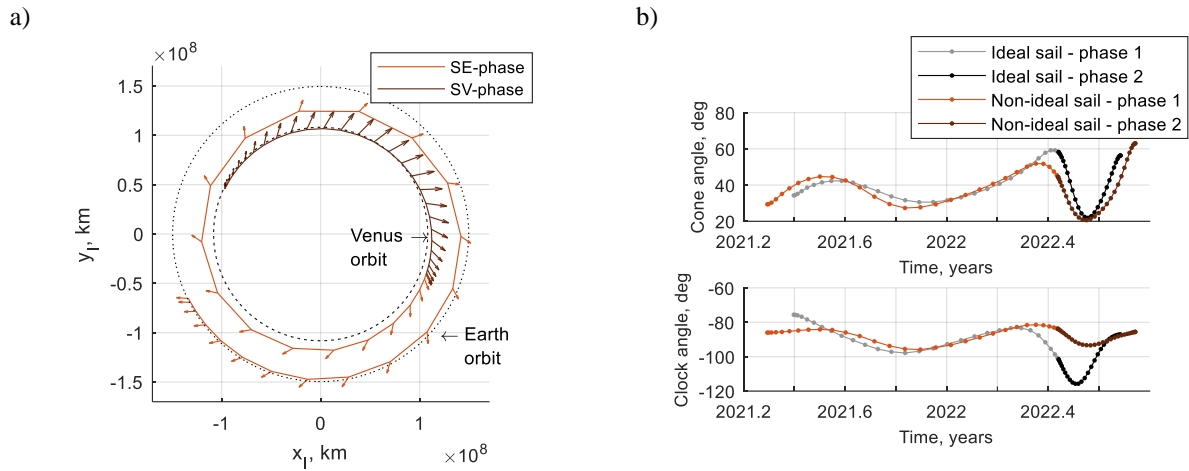 a)
×10⁸
SE-phase
SV-phase
1.5
1
0.5
0
-0.5
-1
-1.5
y_I, km
Venus
orbit
Earth
orbit
-1
0
1
x_I, km
×10⁸
b)
Ideal sail - phase 1
Ideal sail - phase 2
Non-ideal sail - phase 1
Non-ideal sail - phase 2
Cone angle, deg
80
60
40
20
2021.2
2021.6
2022
2022.4
Time, years
Clock angle, deg
-60
-80
-100
-120
2021.2
2021.6
2022
2022.4
Time, years